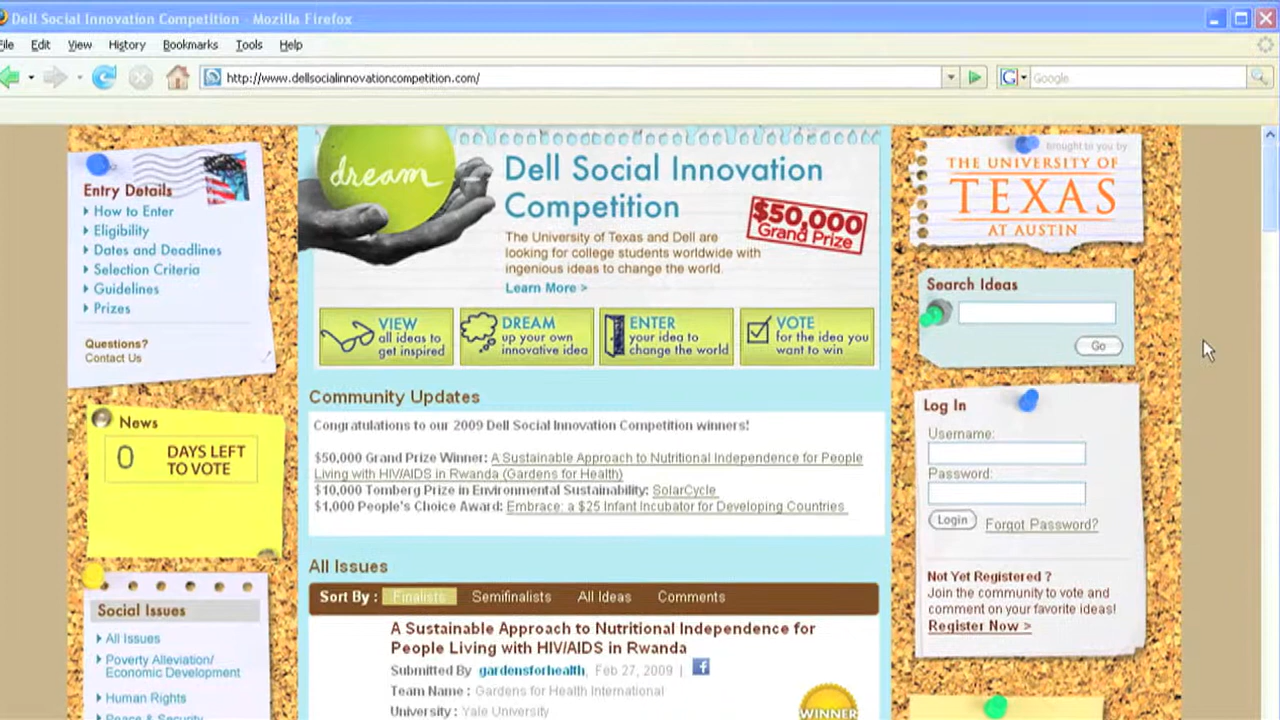 Dell Social Innovation Competition - Mozilla Firefox
File Edit View History Bookmarks Tools Help
http://www.dellsocialinnovationcompetition.com/
Google
Entry Details
How to Enter
Eligibility
Dates and Deadlines
Selection Criteria
Guidelines
Prizes
Questions?
Contact Us
News
0 DAYS LEFT
TO VOTE
Social Issues
All Issues
Poverty Alleviation/
Economic Development
Human Rights
Peace & Security
dream
Dell Social Innovation
Competition
$50,000
Grand Prize
The University of Texas and Dell are
looking for college students worldwide with
ingenious ideas to change the world.
Learn More >
VIEW
all ideas to
get inspired
DREAM
up your own
innovative idea
ENTER
your idea to
change the world
VOTE
for the idea you
want to win
Community Updates
Congratulations to our 2009 Dell Social Innovation Competition winners!
$50,000 Grand Prize Winner: A Sustainable Approach to Nutritional Independence for People
Living with HIV/AIDS in Rwanda (Gardens for Health)
$10,000 Tomberg Prize in Environmental Sustainability: SolarCycle
$1,000 People's Choice Award: Embrace: a $25 Infant Incubator for Developing Countries
All Issues
Sort By : Finalists Semifinalists All Ideas Comments
A Sustainable Approach to Nutritional Independence for
People Living with HIV/AIDS in Rwanda
Submitted By gardensforhealth, Feb 27, 2009 |
Team Name : Gardens for Health International
University : Yale University
WINNER
brought to you by
THE UNIVERSITY OF
TEXAS
AT AUSTIN
Search Ideas
Go
Log In
Username:
Password:
Login Forgot Password?
Not Yet Registered ?
Join the community to vote and
comment on your favorite ideas!
Register Now >